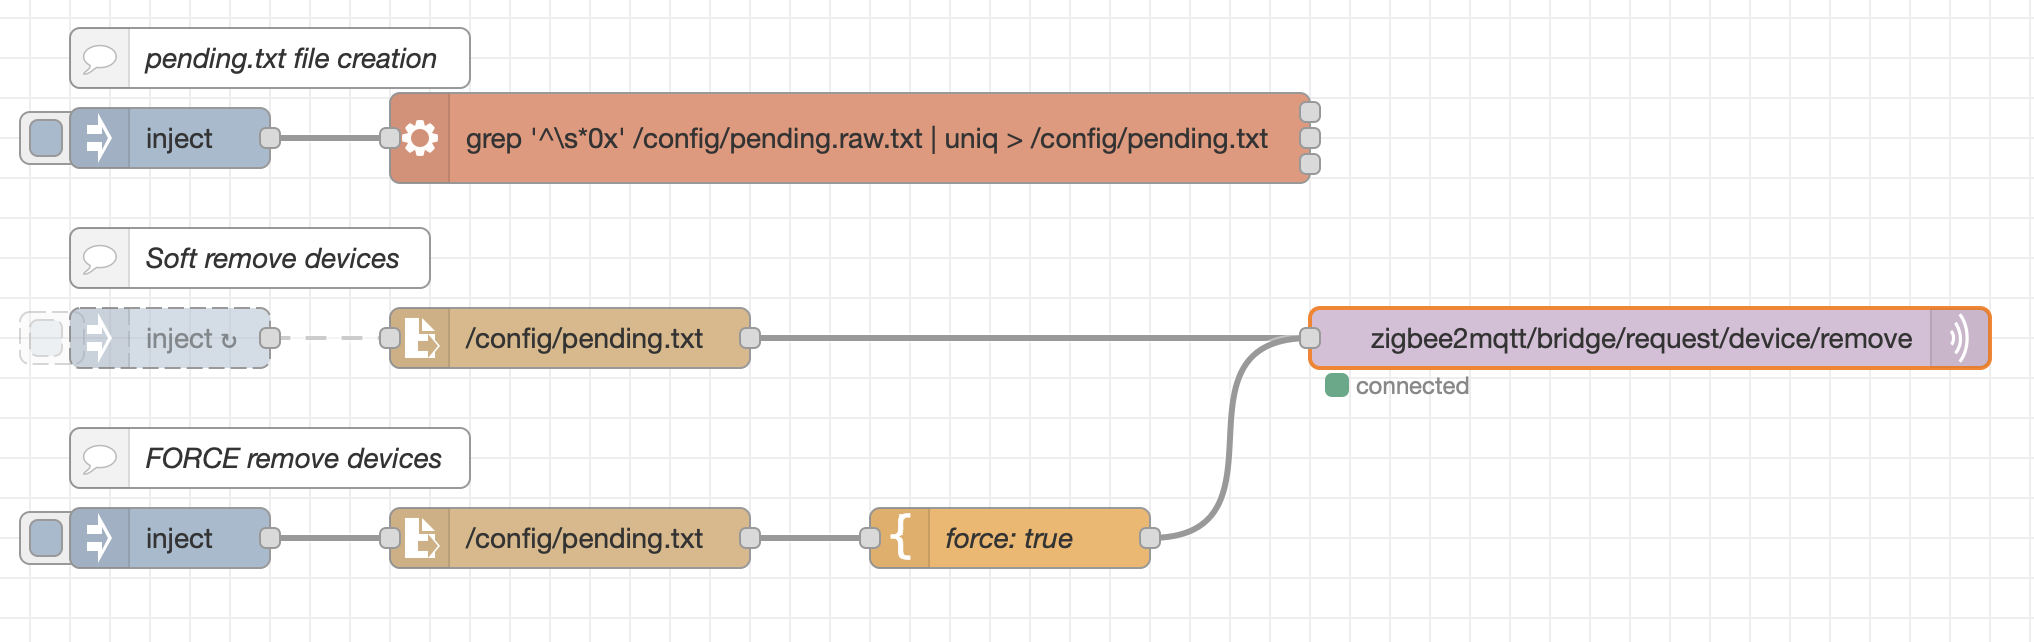 pending.txt file creation
inject
grep '^\s*0x' /config/pending.raw.txt | uniq > /config/pending.txt
Soft remove devices
inject ↻
/config/pending.txt
zigbee2mqtt/bridge/request/device/remove
connected
FORCE remove devices
inject
/config/pending.txt
{
force: true